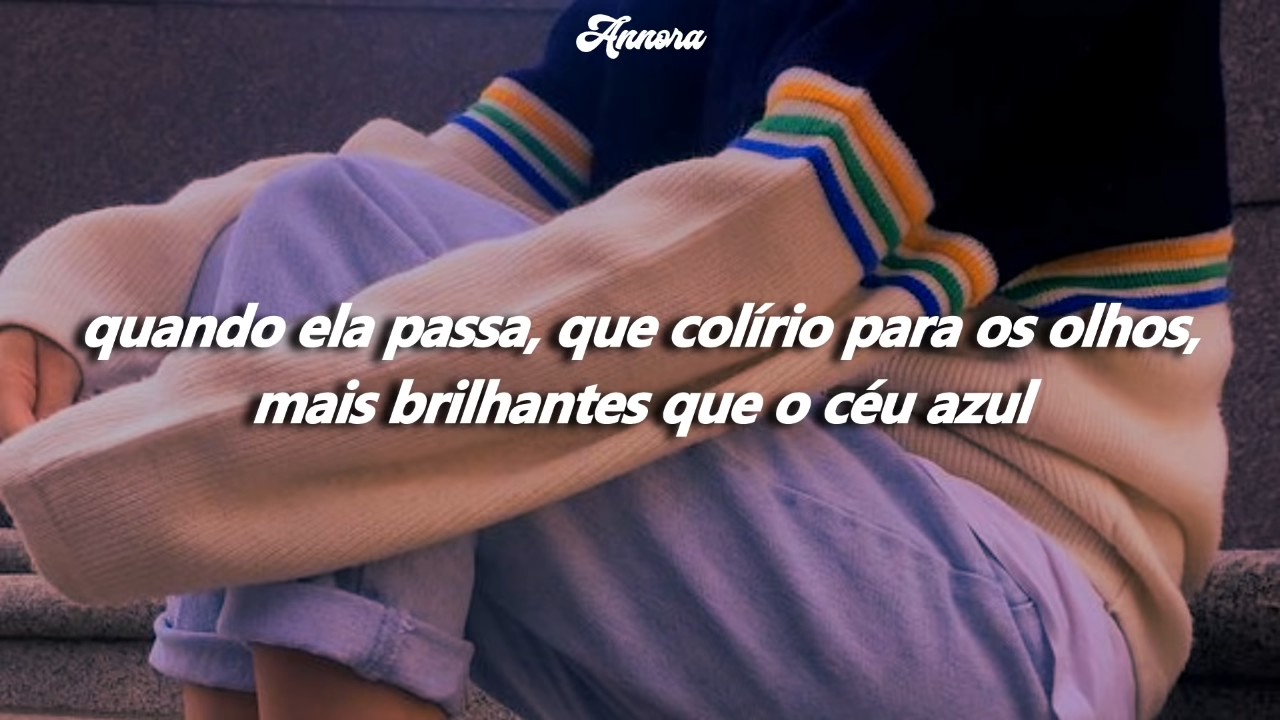 Annora
quando ela passa, que colírio para os olhos,
mais brilhantes que o céu azul